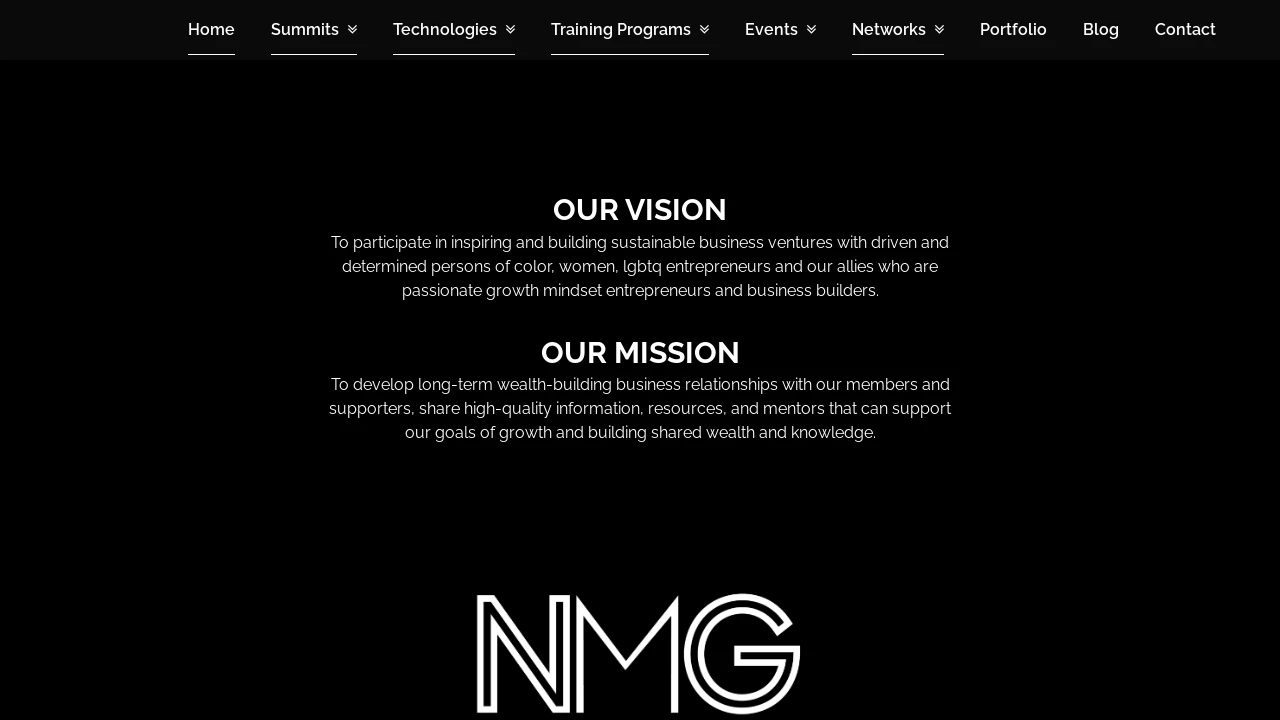 Home Summits Technologies Training Programs Events Networks Portfolio Blog Contact
OUR VISION
To participate in inspiring and building sustainable business ventures with driven and
determined persons of color, women, lgbtq entrepreneurs and our allies who are
passionate growth mindset entrepreneurs and business builders.
OUR MISSION
To develop long-term wealth-building business relationships with our members and
supporters, share high-quality information, resources, and mentors that can support
our goals of growth and building shared wealth and knowledge.
NMG